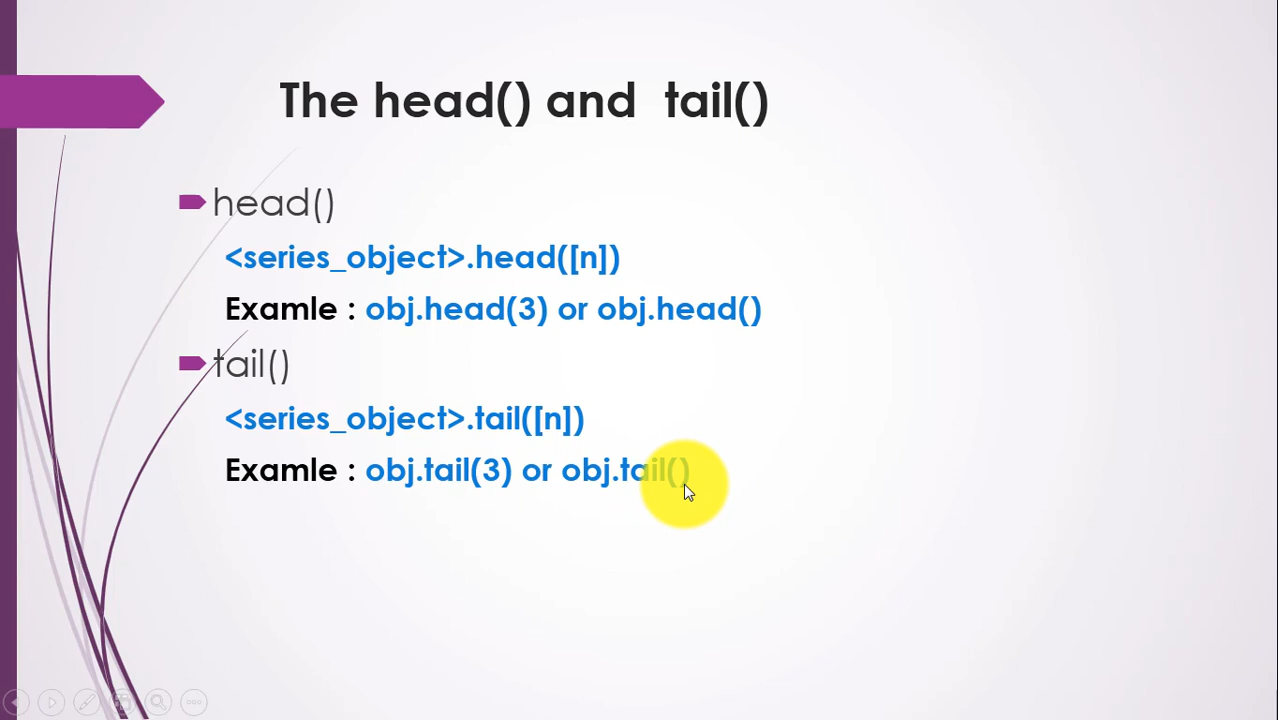 The head() and  tail()
head()
<series_object>.head([n])
Examle : obj.head(3) or obj.head()
tail()
<series_object>.tail([n])
Examle : obj.tail(3) or obj.tail()